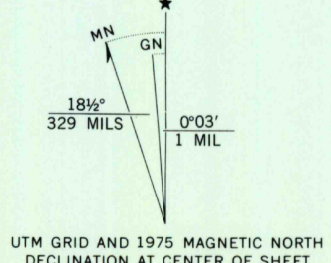 MN
GN
18½°
329 MILS
0°03′
1 MIL
UTM GRID AND 1975 MAGNETIC NORTH
DECLINATION AT CENTER OF SHEET